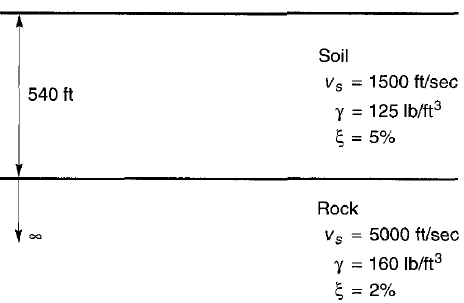 Soil
v_s = 1500 ft/sec
540 ft
γ = 125 lb/ft³
ξ = 5%
Rock
v_s = 5000 ft/sec
∞
γ = 160 lb/ft³
ξ = 2%